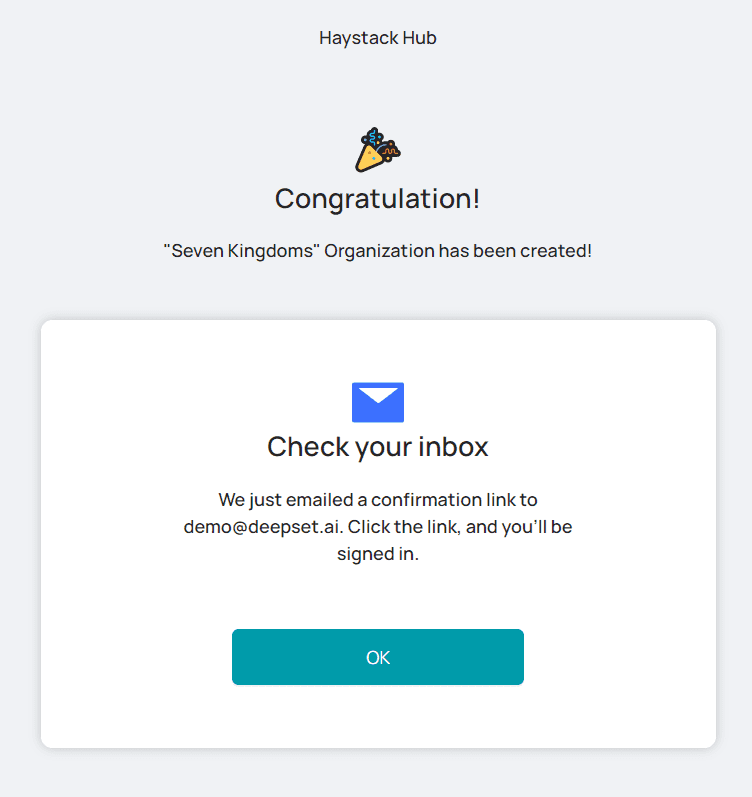 Haystack Hub
Congratulation!
"Seven Kingdoms" Organization has been created!
Check your inbox
We just emailed a confirmation link to
demo@deepset.ai. Click the link, and you'll be
signed in.
OK